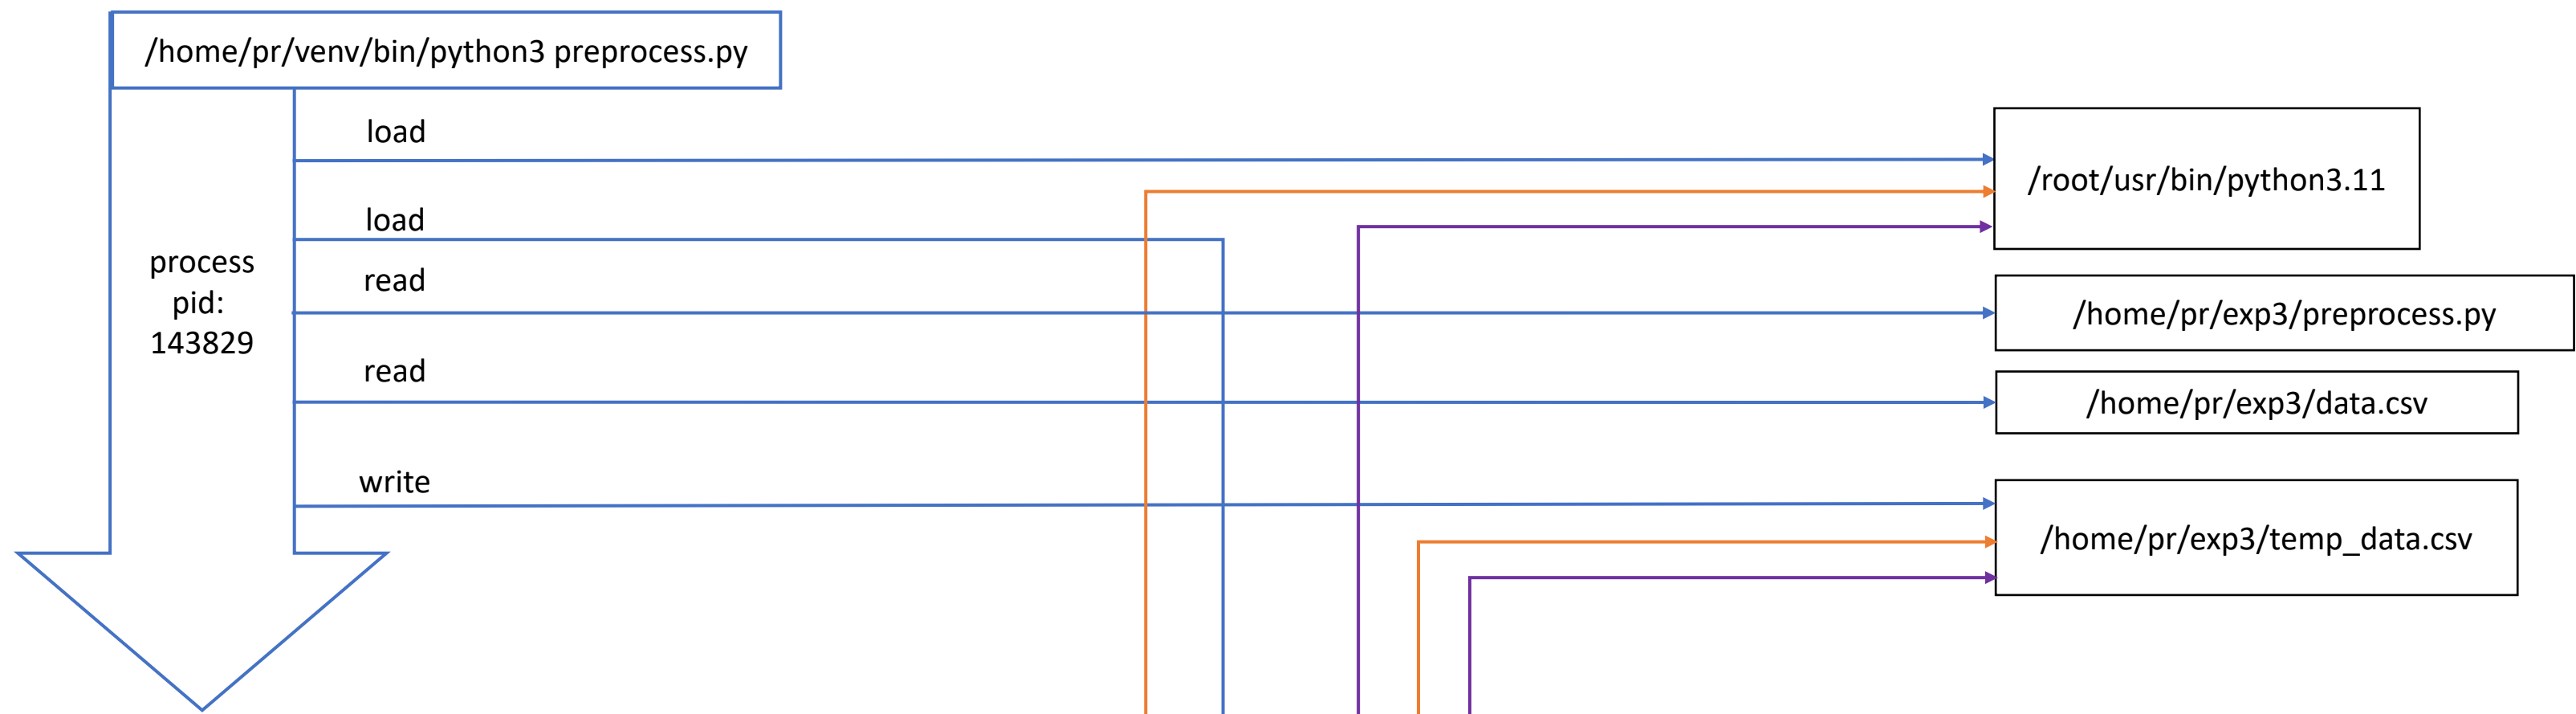 /home/pr/venv/bin/python3 preprocess.py
load
/root/usr/bin/python3.11
load
process
pid:
143829
read
/home/pr/exp3/preprocess.py
read
/home/pr/exp3/data.csv
write
/home/pr/exp3/temp_data.csv